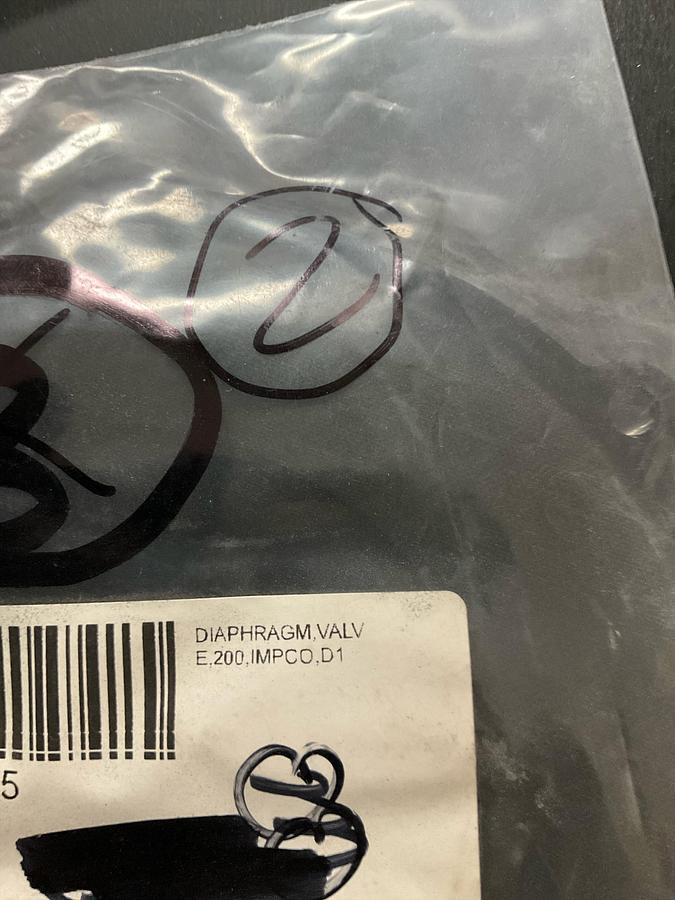 2
DIAPHRAGM,VALV
E,200,IMPCO,D1
5